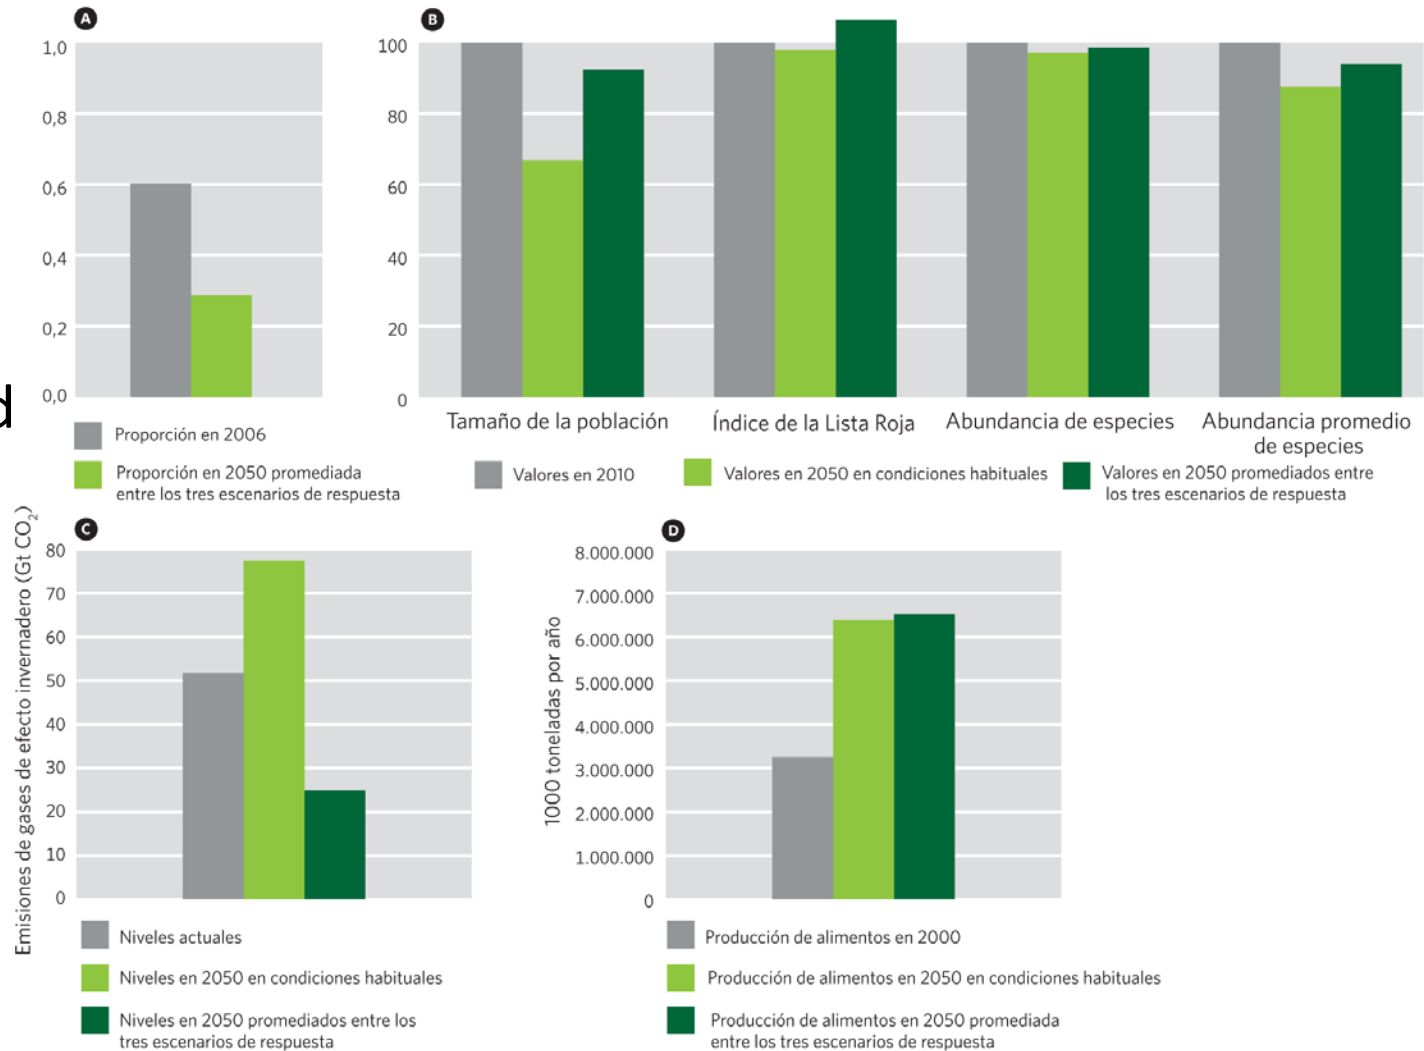 A
1,0
0,8
0,6
0,4
0,2
0,0
Proporción en 2006
Proporción en 2050 promediada
entre los tres escenarios de respuesta
B
100
80
60
40
20
0
Tamaño de la población
Índice de la Lista Roja
Abundancia de especies
Abundancia promedio
de especies
Valores en 2010
Valores en 2050 en condiciones habituales
Valores en 2050 promediados entre
los tres escenarios de respuesta
d
C
Emisiones de gases de efecto invernadero (Gt CO₂)
80
70
60
50
40
30
20
10
0
Niveles actuales
Niveles en 2050 en condiciones habituales
Niveles en 2050 promediados entre los
tres escenarios de respuesta
D
1000 toneladas por año
8.000.000
7.000.000
6.000.000
5.000.000
4.000.000
3.000.000
2.000.000
1.000.000
0
Producción de alimentos en 2000
Producción de alimentos en 2050 en condiciones habituales
Producción de alimentos en 2050 promediada
entre los tres escenarios de respuesta